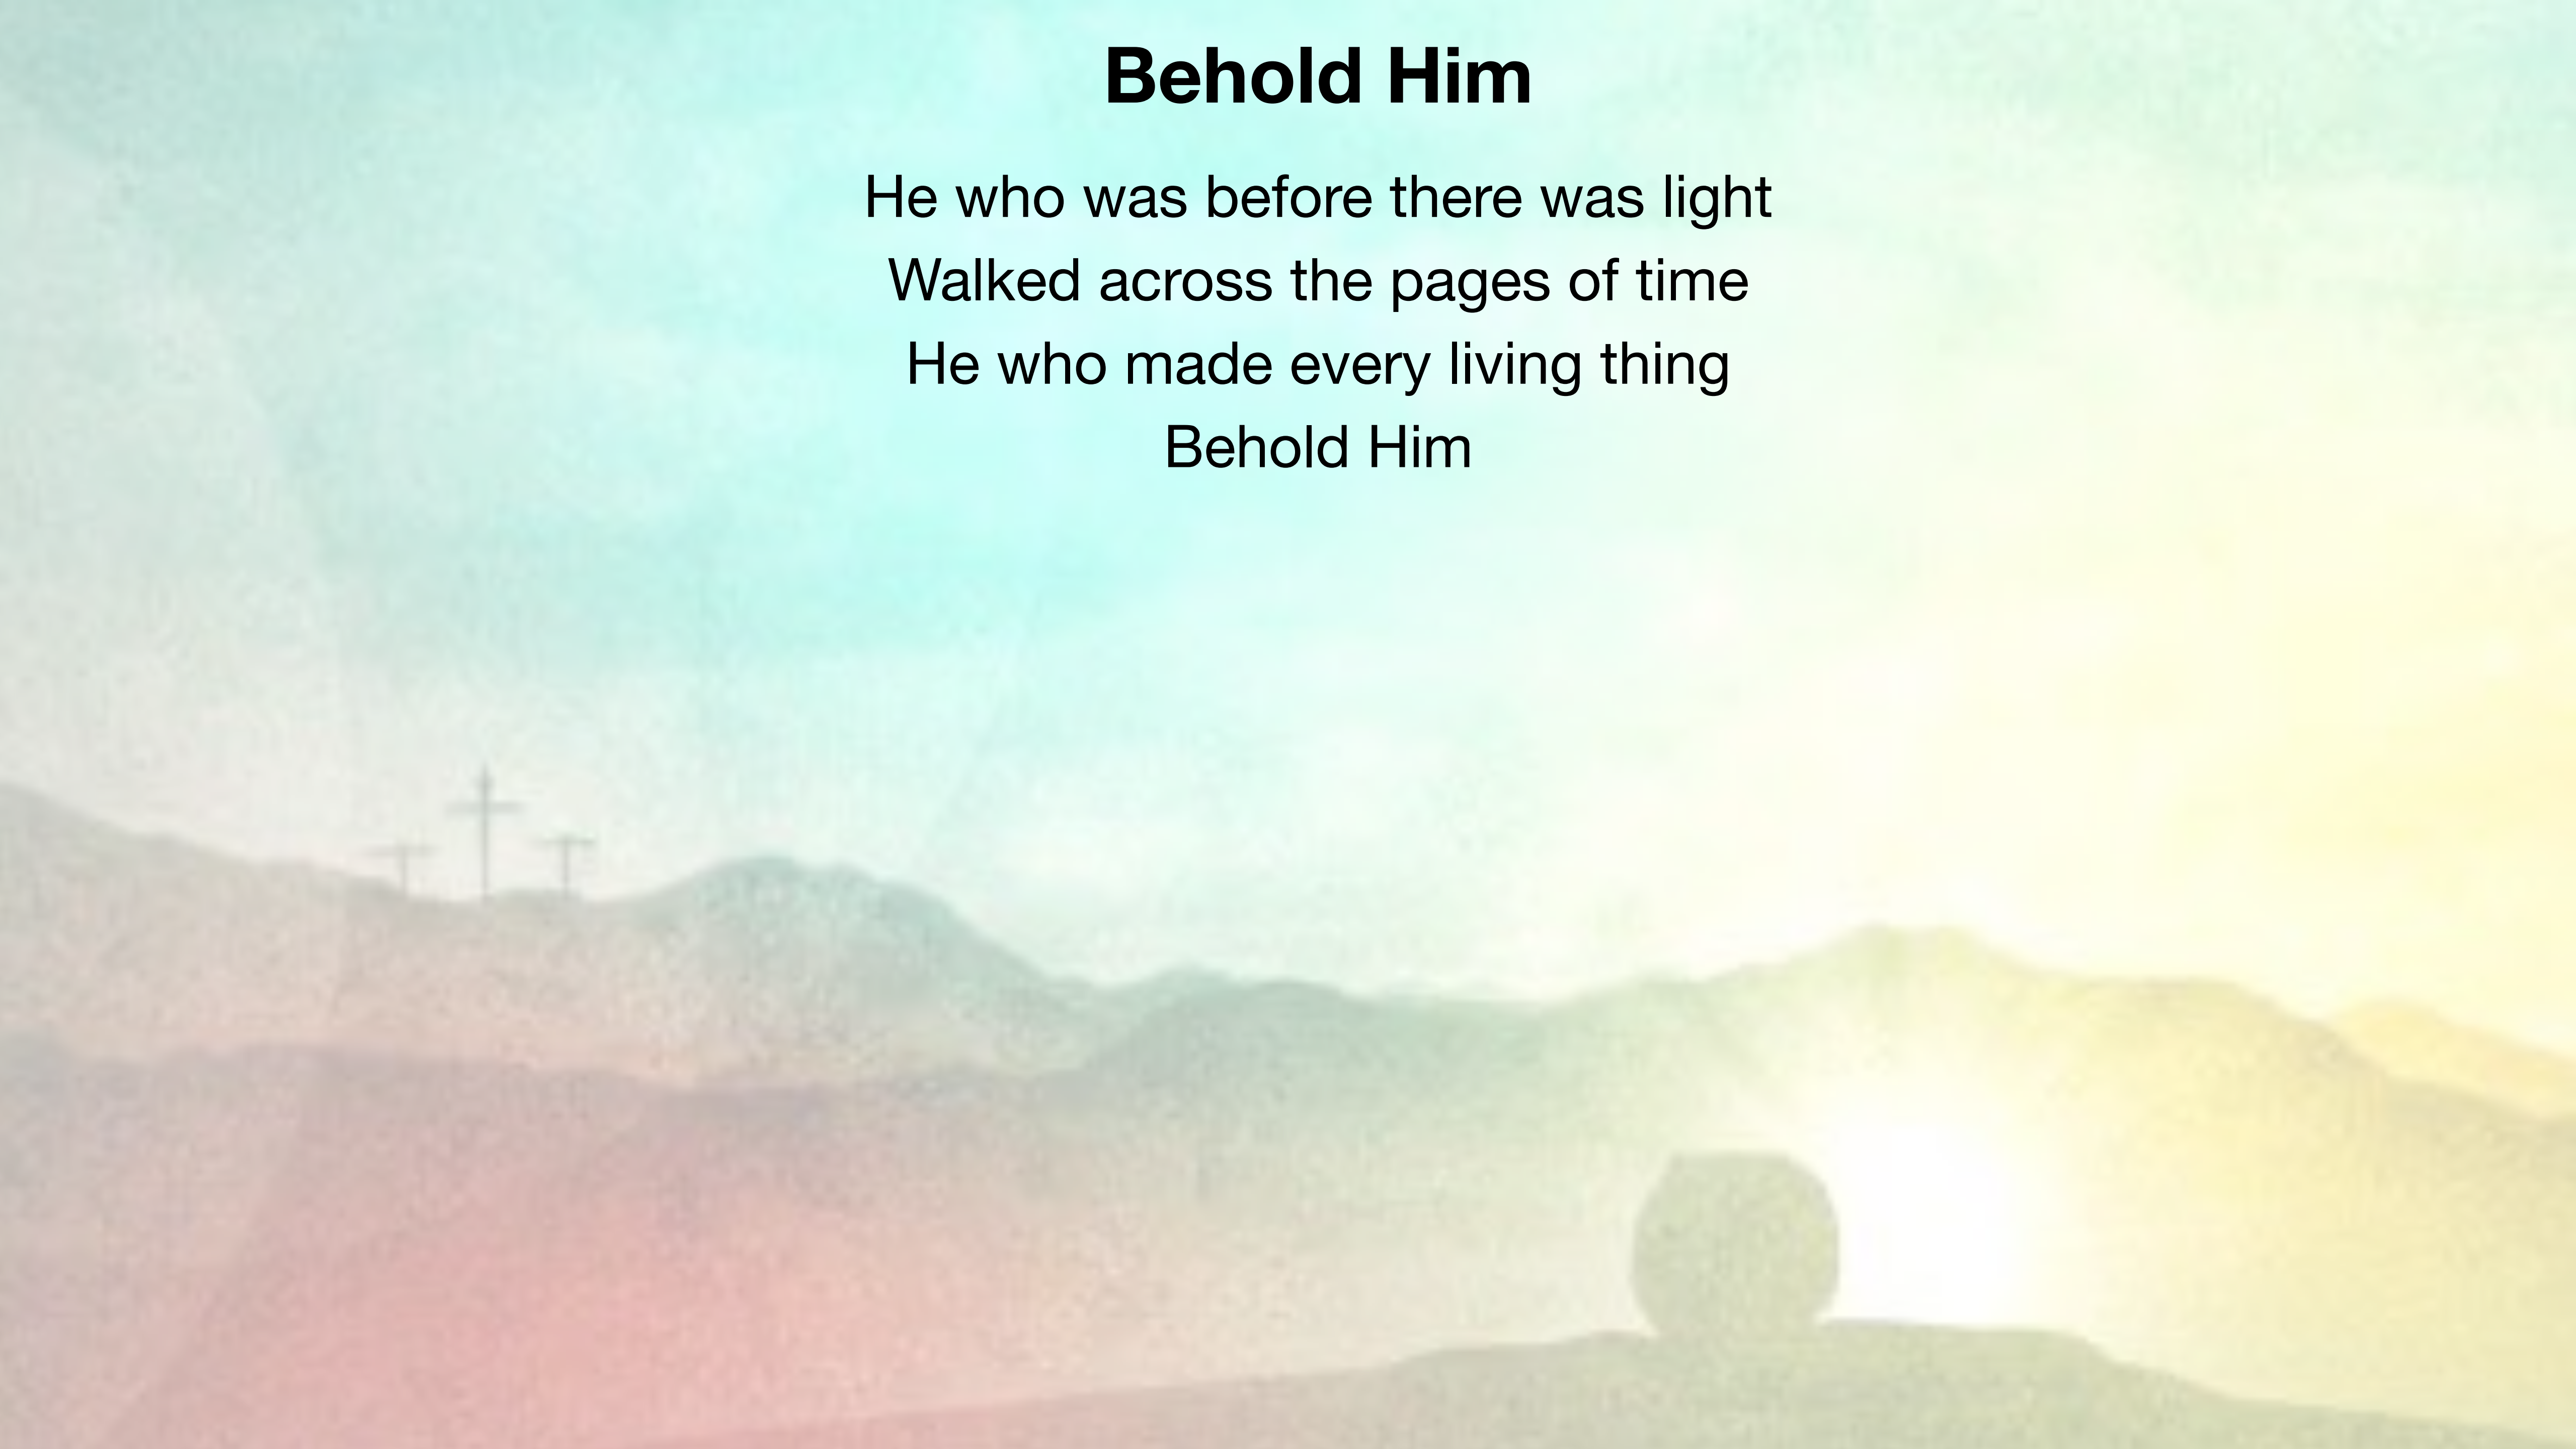 Behold Him
He who was before there was light
Walked across the pages of time
He who made every living thing
Behold Him